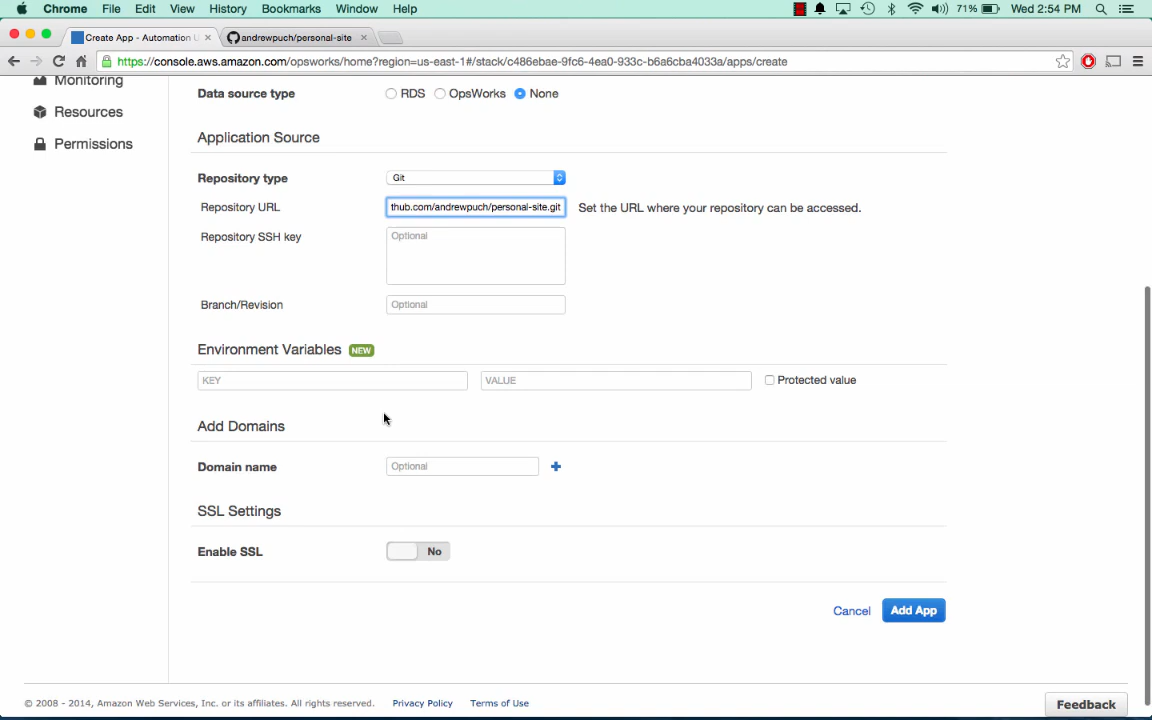 Chrome File Edit View History Bookmarks Window Help 71% Wed 2:54 PM
Create App - Automation U andrewpuch/personal-site
https://console.aws.amazon.com/opsworks/home?region=us-east-1#/stack/c486ebae-9fc6-4ea0-933c-b6a6cba4033a/apps/create
Monitoring
Resources
Permissions
Data source type RDS OpsWorks None
Application Source
Repository type Git
Repository URL thub.com/andrewpuch/personal-site.git Set the URL where your repository can be accessed.
Repository SSH key Optional
Branch/Revision Optional
Environment Variables NEW
KEY VALUE Protected value
Add Domains
Domain name Optional
SSL Settings
Enable SSL No
Cancel Add App
© 2008 - 2014, Amazon Web Services, Inc. or its affiliates. All rights reserved. Privacy Policy Terms of Use Feedback